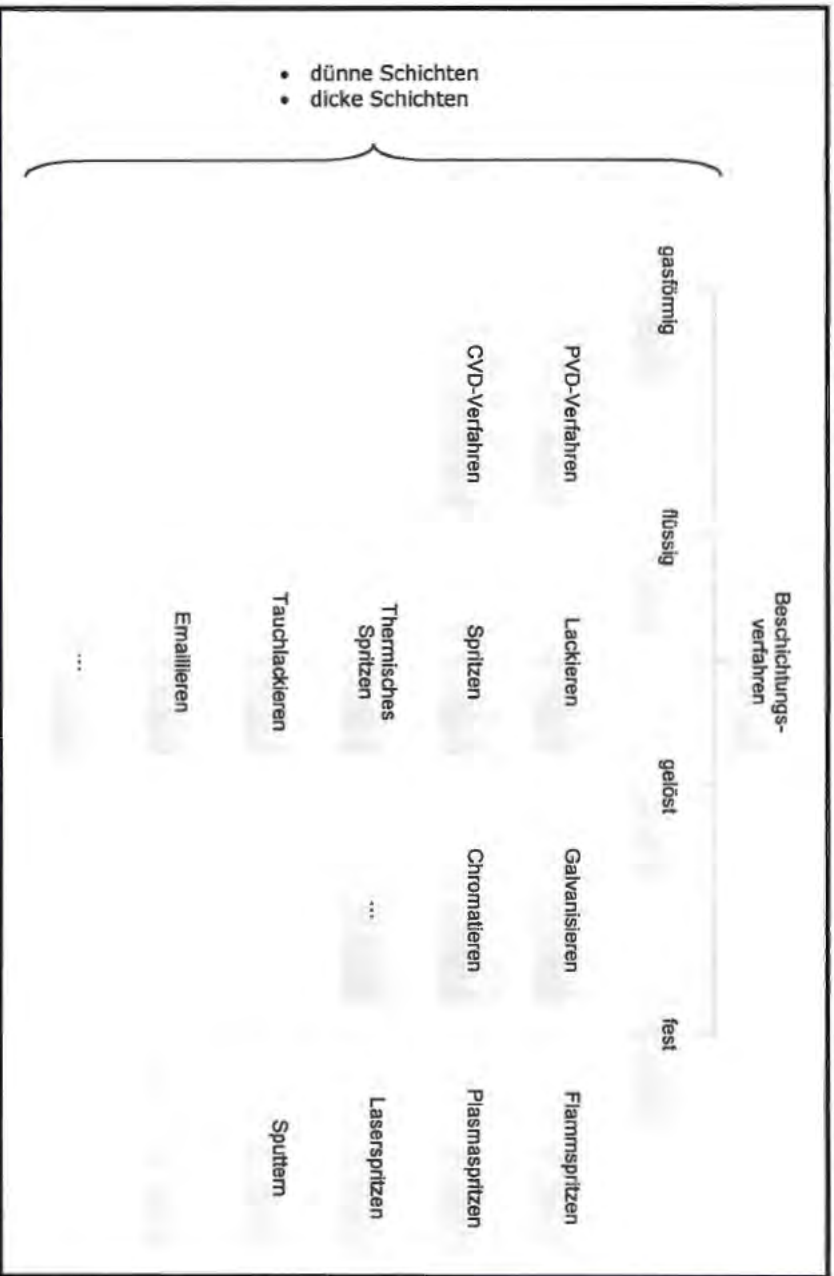 Beschichtungs-
verfahren
gasförmig
PVD-Verfahren
CVD-Verfahren
flüssig
Lackieren
Spritzen
Thermisches
Spritzen
Tauchlackieren
Emaillieren
...
gelöst
Galvanisieren
Chromatieren
...
fest
Flammspritzen
Plasmaspritzen
Laserspritzen
Sputtern
• dünne Schichten
• dicke Schichten